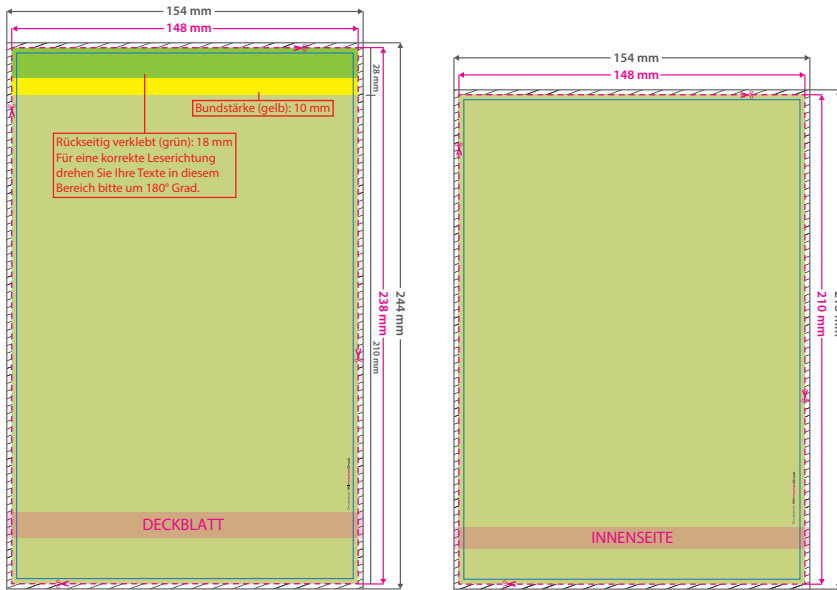 154 mm
148 mm
28 mm
Bundstärke (gelb): 10 mm
Rückseitig verklebt (grün): 18 mm
Für eine korrekte Leserichtung
drehen Sie Ihre Texte in diesem
Bereich bitte um 180° Grad.
244 mm
238 mm
210 mm
DECKBLATT
154 mm
148 mm
210 mm
INNENSEITE